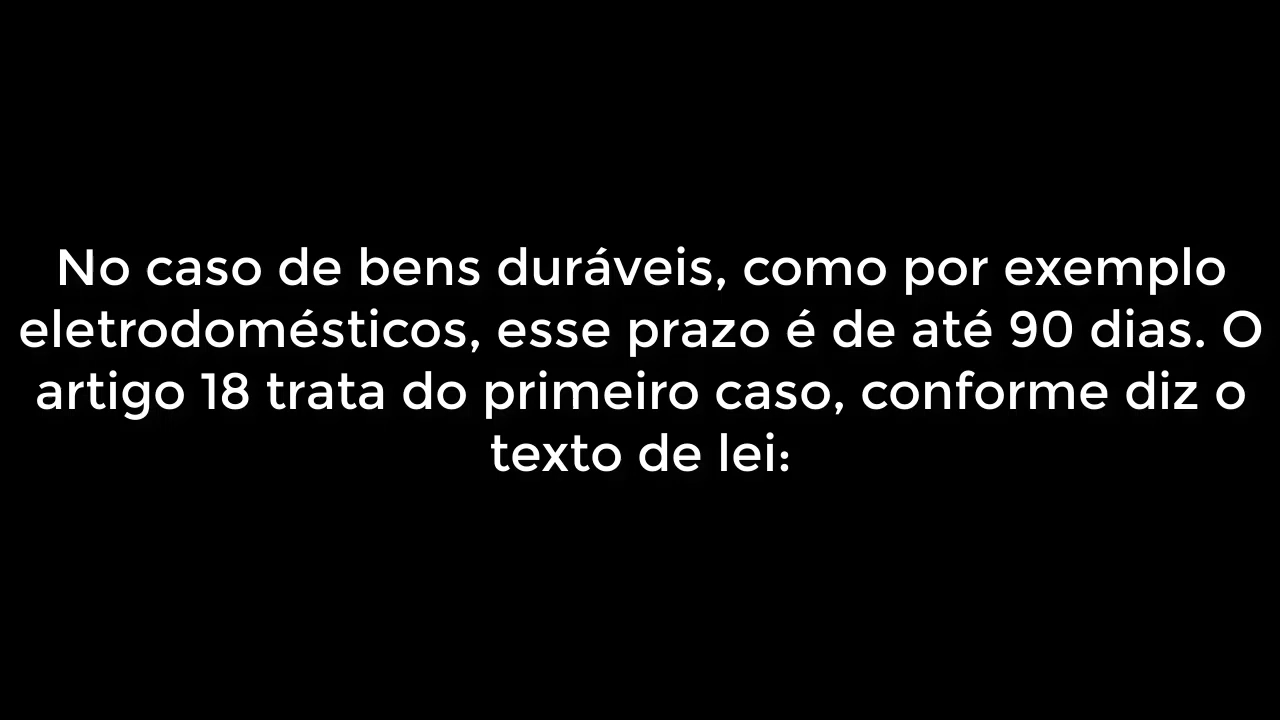 No caso de bens duráveis, como por exemplo
eletrodomésticos, esse prazo é de até 90 dias. O
artigo 18 trata do primeiro caso, conforme diz o
texto de lei: